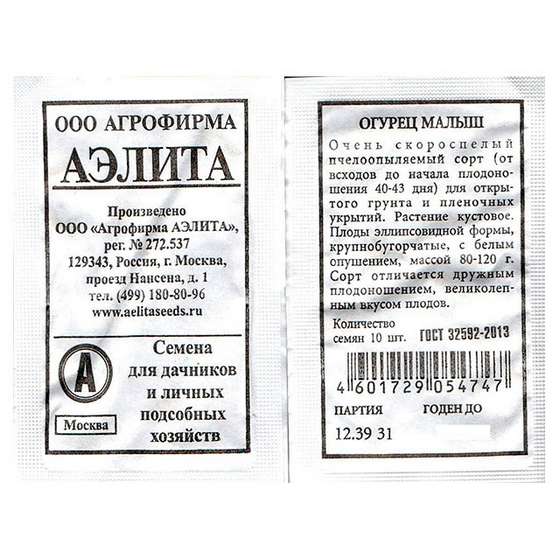 ООО АГРОФИРМА
АЭЛИТА
Произведено
ООО «Агрофирма АЭЛИТА»,
рег. № 272.537
129343, Россия, г. Москва,
проезд Нансена, д. 1
тел. (499) 180-80-96
www.aelitaseeds.ru
А
Семена
для дачников
и личных
подсобных
хозяйств
Москва
ОГУРЕЦ МАЛЫШ
Очень скороспелый
пчелоопыляемый сорт (от
всходов до начала плодоно-
шения 40-43 дня) для откры-
того грунта и пленочных
укрытий. Растение кустовое.
Плоды эллипсовидной формы,
крупнобугорчатые, с белым
опушением, массой 80-120 г.
Сорт отличается дружным
плодоношением, великолеп-
ным вкусом плодов.
Количество
семян 10 шт. ГОСТ 32592-2013
4 601729 054747
ПАРТИЯ ГОДЕН ДО
12.39 31